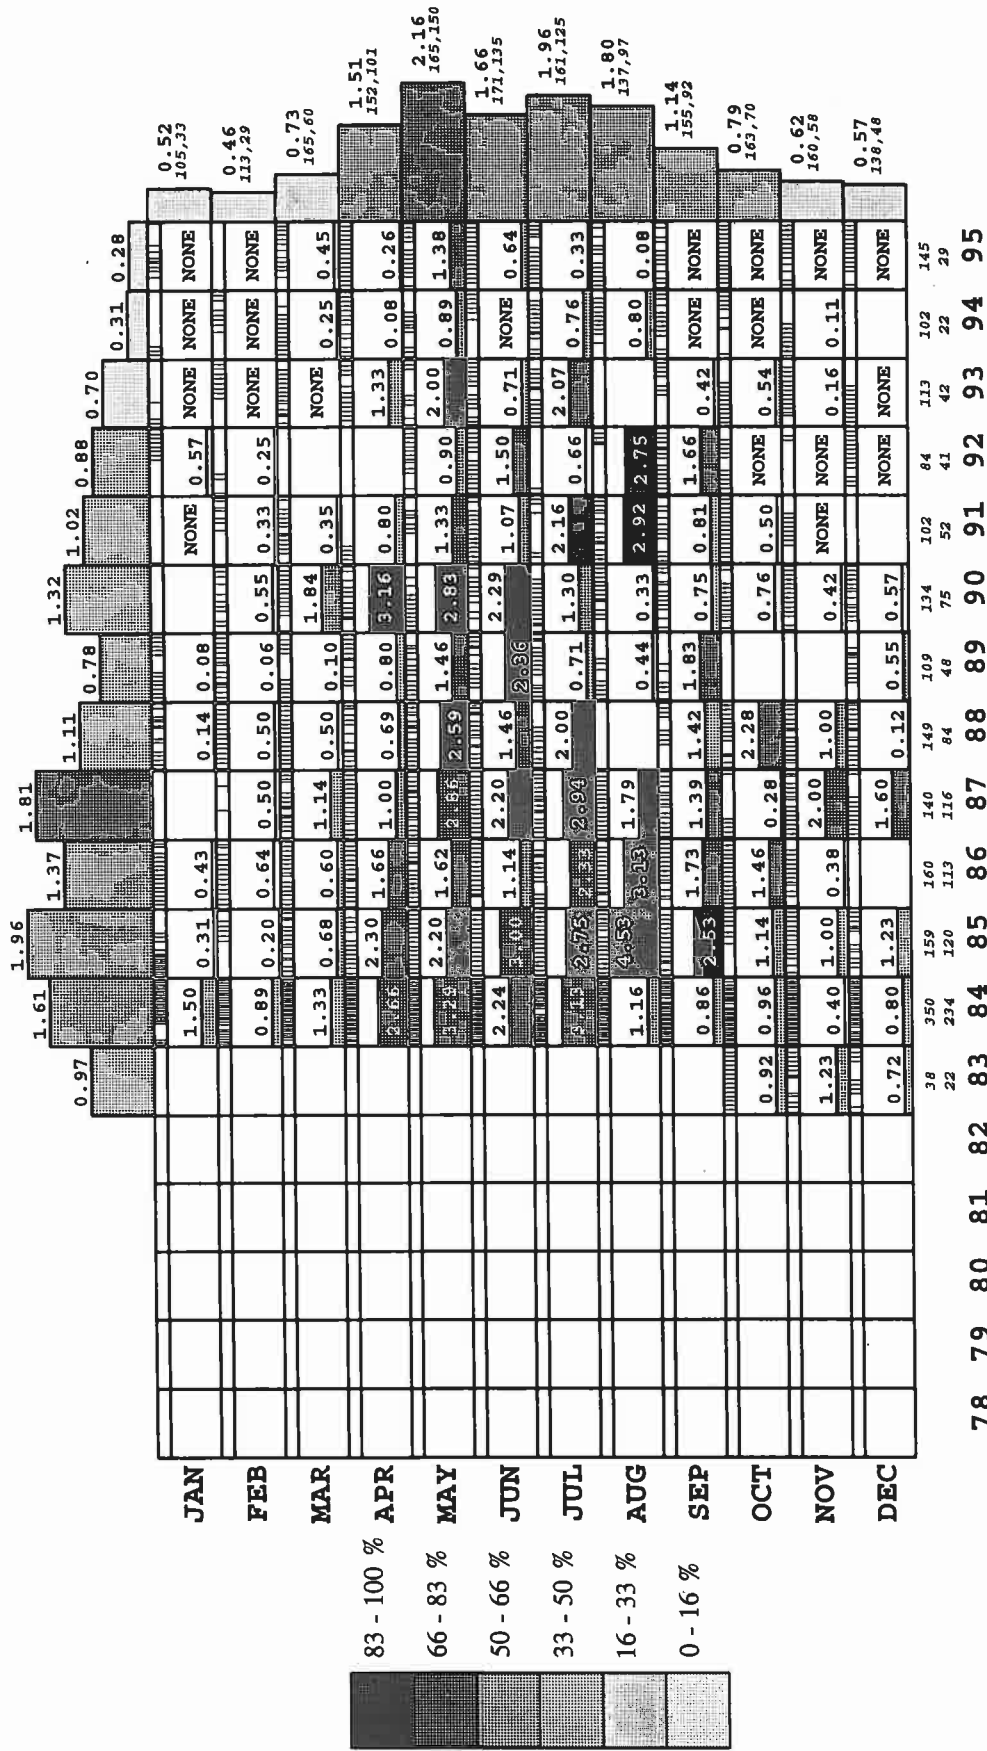 0.97 1.61 1.96 1.37 1.81 1.11 0.78 1.32 1.02 0.88 0.70 0.31 0.28
JAN 1.50 0.31 0.43 0.14 0.08 NONE 0.57 NONE NONE NONE 0.52
105,33
FEB 0.89 0.20 0.64 0.50 0.50 0.06 0.55 0.33 0.25 NONE NONE NONE 0.46
113,29
MAR 1.33 0.68 0.60 1.14 0.50 0.10 1.84 0.35 NONE 0.25 0.45 0.73
165,60
APR 2.66 2.30 1.66 1.00 0.69 0.80 3.16 0.80 1.33 0.08 0.26 1.51
152,101
MAY 2.20 1.62 2.59 1.46 2.83 1.33 0.90 2.00 0.89 1.38 2.16
165,150
JUN 2.24 3.00 1.14 2.20 1.46 2.36 2.29 1.07 1.50 0.71 NONE 0.64 1.66
171,135
JUL 2.75 2.94 2.00 0.71 1.30 2.16 0.66 2.07 0.76 0.33 1.96
161,125
AUG 1.16 4.53 3.13 1.79 0.44 0.33 2.92 2.75 0.80 0.08 1.80
137,97
SEP 0.86 2.53 1.73 1.39 1.42 1.83 0.75 0.81 1.66 0.42 NONE NONE 1.14
155,92
OCT 0.92 0.96 1.14 1.46 0.28 2.28 0.76 0.50 NONE 0.54 NONE NONE 0.79
163,70
NOV 1.23 0.40 1.00 0.38 2.00 1.00 0.42 NONE NONE 0.16 0.11 NONE 0.62
160,58
DEC 0.72 0.80 1.23 1.60 0.12 0.55 0.57 NONE NONE NONE 0.57
138,48
38 350 159 160 140 149 109 134 102 84 113 102 145
22 234 120 113 116 84 48 75 52 41 42 22 29
78 79 80 81 82 83 84 85 86 87 88 89 90 91 92 93 94 95
83 - 100 %
66 - 83 %
50 - 66 %
33 - 50 %
16 - 33 %
0 - 16 %